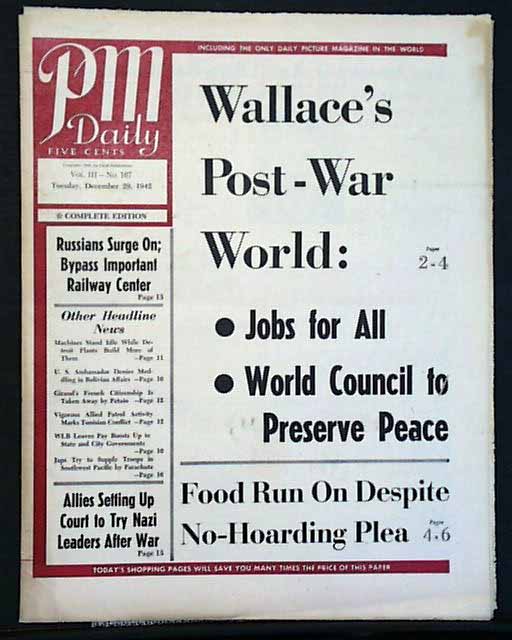 INCLUDING THE ONLY DAILY PICTURE MAGAZINE IN THE WORLD
PM
Daily
FIVE CENTS
Vol. III — No. 167
Tuesday, December 29, 1942
COMPLETE EDITION
Russians Surge On;
Bypass Important
Railway Center
Page 13
Other Headline
News
Machines Stand Idle While De-
troit Plants Build More of
Them —Page 11
U. S. Ambassador Denies Med-
dling in Bolivian Affairs —Page 10
Giraud's French Citizenship Is
Taken Away by Petain —Page 12
Vigorous Allied Patrol Activity
Marks Tunisian Conflict —Page 12
WLB Leaves Pay Boosts Up to
State and City Governments
—Page 10
Japs Try to Supply Troops in
Southwest Pacific by Parachute
—Page 16
Allies Setting Up
Court to Try Nazi
Leaders After War
Page 15
Wallace's
Post-War
World:
Pages
2-4
● Jobs for All
● World Council to
Preserve Peace
Food Run On Despite
No-Hoarding Plea
Pages
4,6
TODAY'S SHOPPING PAGES WILL SAVE YOU MANY TIMES THE PRICE OF THIS PAPER